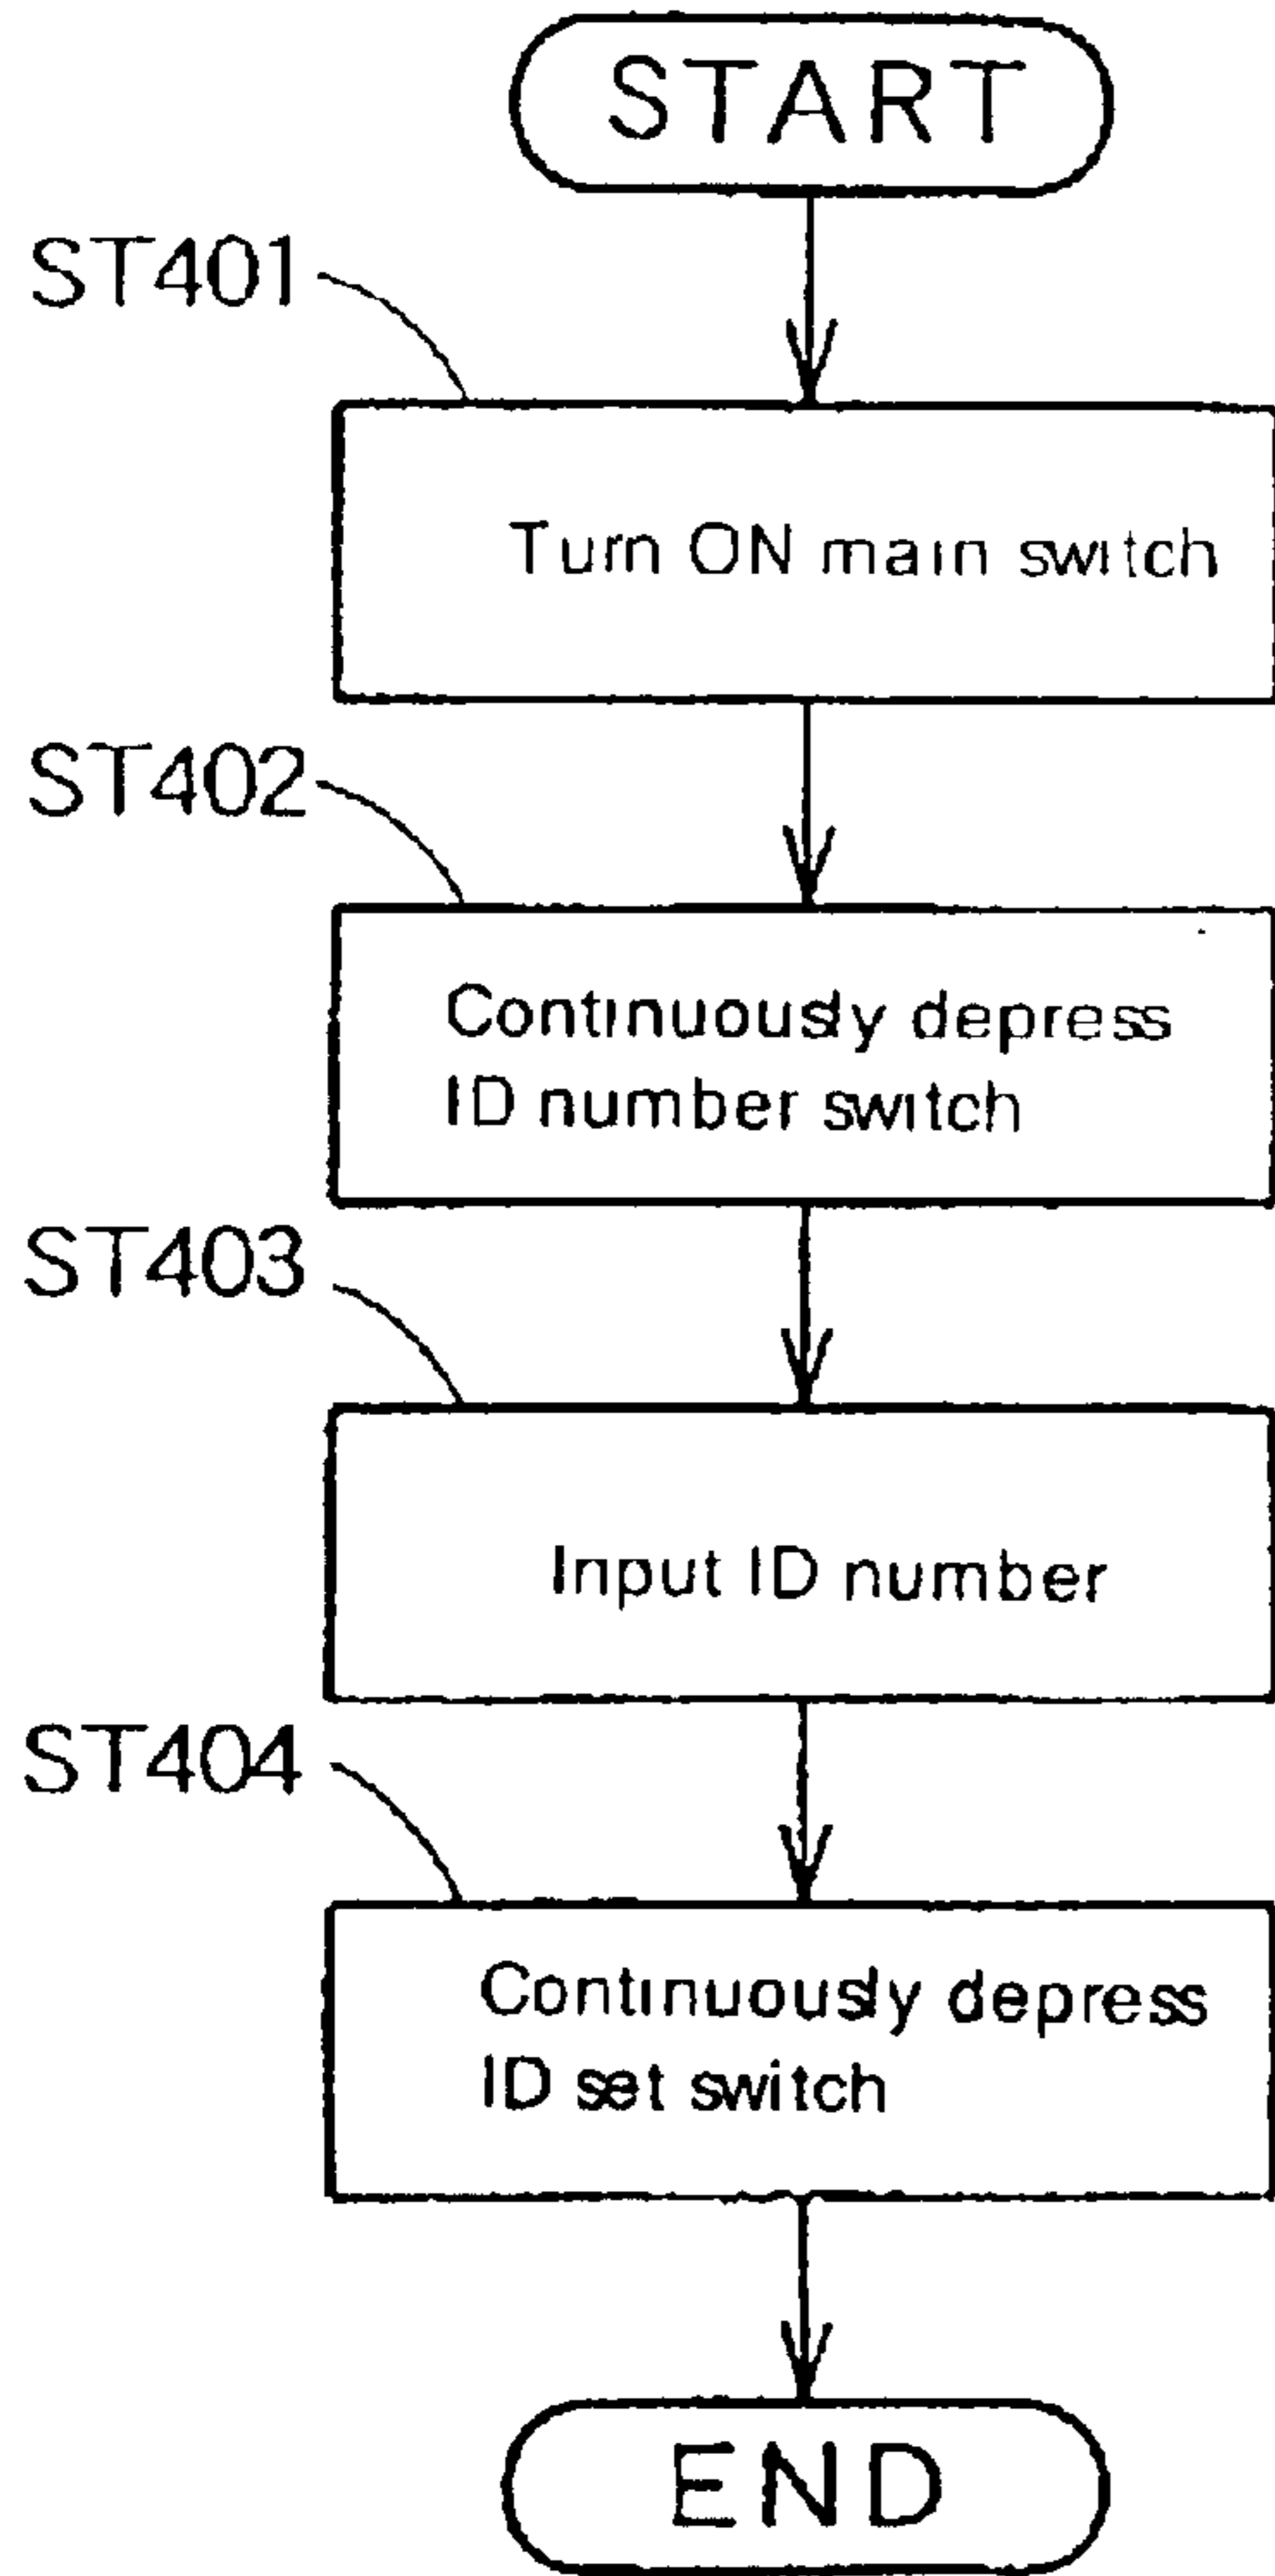 START
ST401
Turn ON main switch
ST402
Continuously depress
ID number switch
ST403
Input ID number
ST404
Continuously depress
ID set switch
END